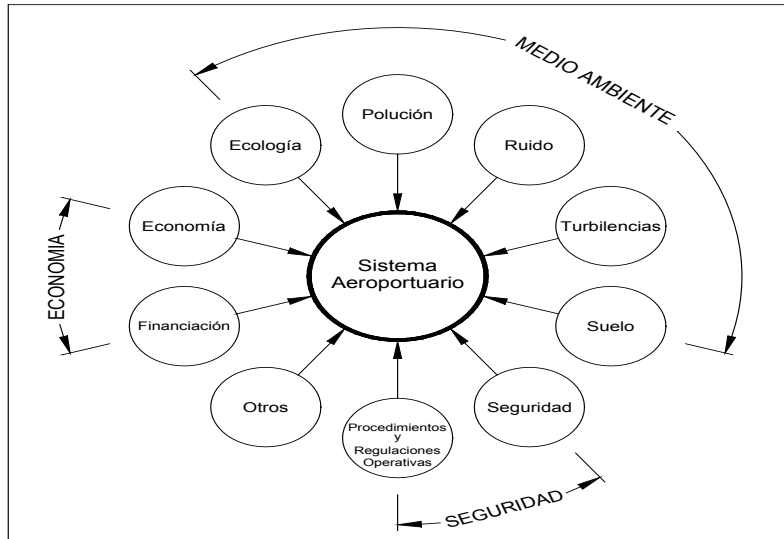 MEDIO AMBIENTE
Polución
Ecología
Ruido
Economía
Turbilencias
Sistema
Aeroportuario
ECONOMIA
Financiación
Suelo
Otros
Procedimientos
y
Regulaciones
Operativas
Seguridad
SEGURIDAD